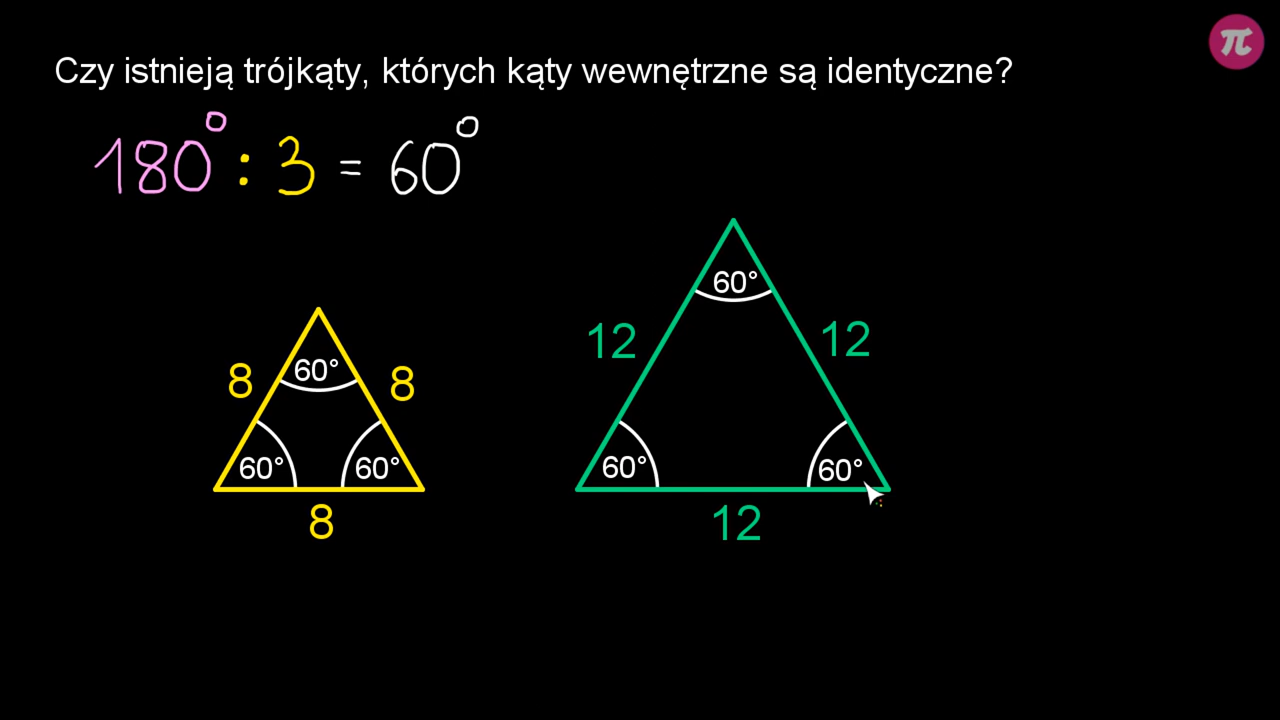 Czy istnieją trójkąty, których kąty wewnętrzne są identyczne?
180° : 3 = 60°
60°
8 8
60° 60°
8
60°
12 12
60° 60°
12
π